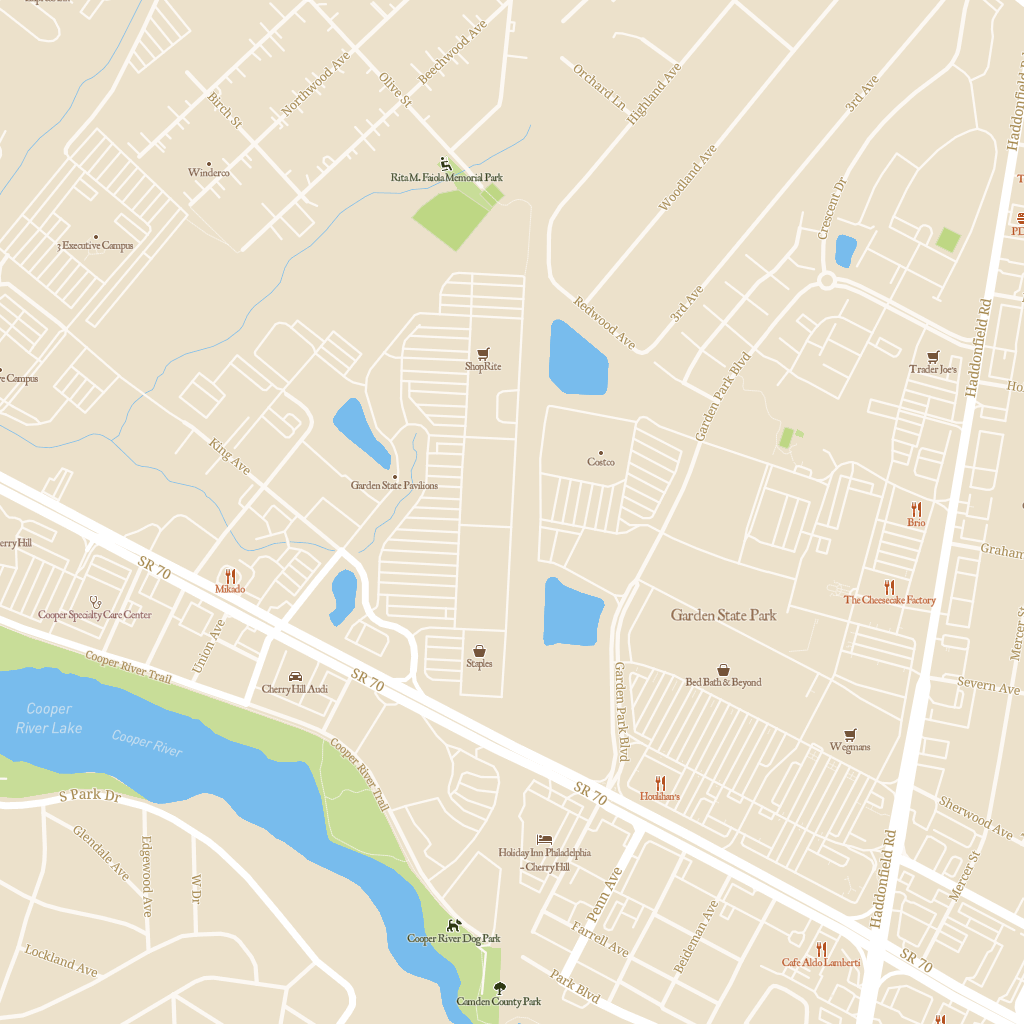 Northwood Ave
Beechwood Ave
Olive St
Birch St
Orchard Ln
Highland Ave
3rd Ave
Haddonfield Rd
Winderco
Rita M. Faiola Memorial Park
Woodland Ave
Crescent Dr
3 Executive Campus
Redwood Ave
3rd Ave
Haddonfield Rd
ShopRite
Trader Joe's
Garden Park Blvd
King Ave
Costco
Garden State Pavilions
Brio
Graham
SR 70
Mikado
The Cheesecake Factory
Cooper Specialty Care Center
Garden State Park
Mercer St
Union Ave
Cooper River Trail
Staples
SR 70
Cherry Hill Audi
Garden Park Blvd
Bed Bath & Beyond
Severn Ave
Cooper
River Lake
Cooper River
Wegmans
Cooper River Trail
S Park Dr
SR 70
Houlihan's
Sherwood Ave
Glendale Ave
Edgewood Ave
W Dr
Holiday Inn Philadelphia
- Cherry Hill
Penn Ave
Haddonfield Rd
Mercer St
Cooper River Dog Park
Farrell Ave
Beideman Ave
Cafe Aldo Lamberti
SR 70
Lockland Ave
Park Blvd
Camden County Park